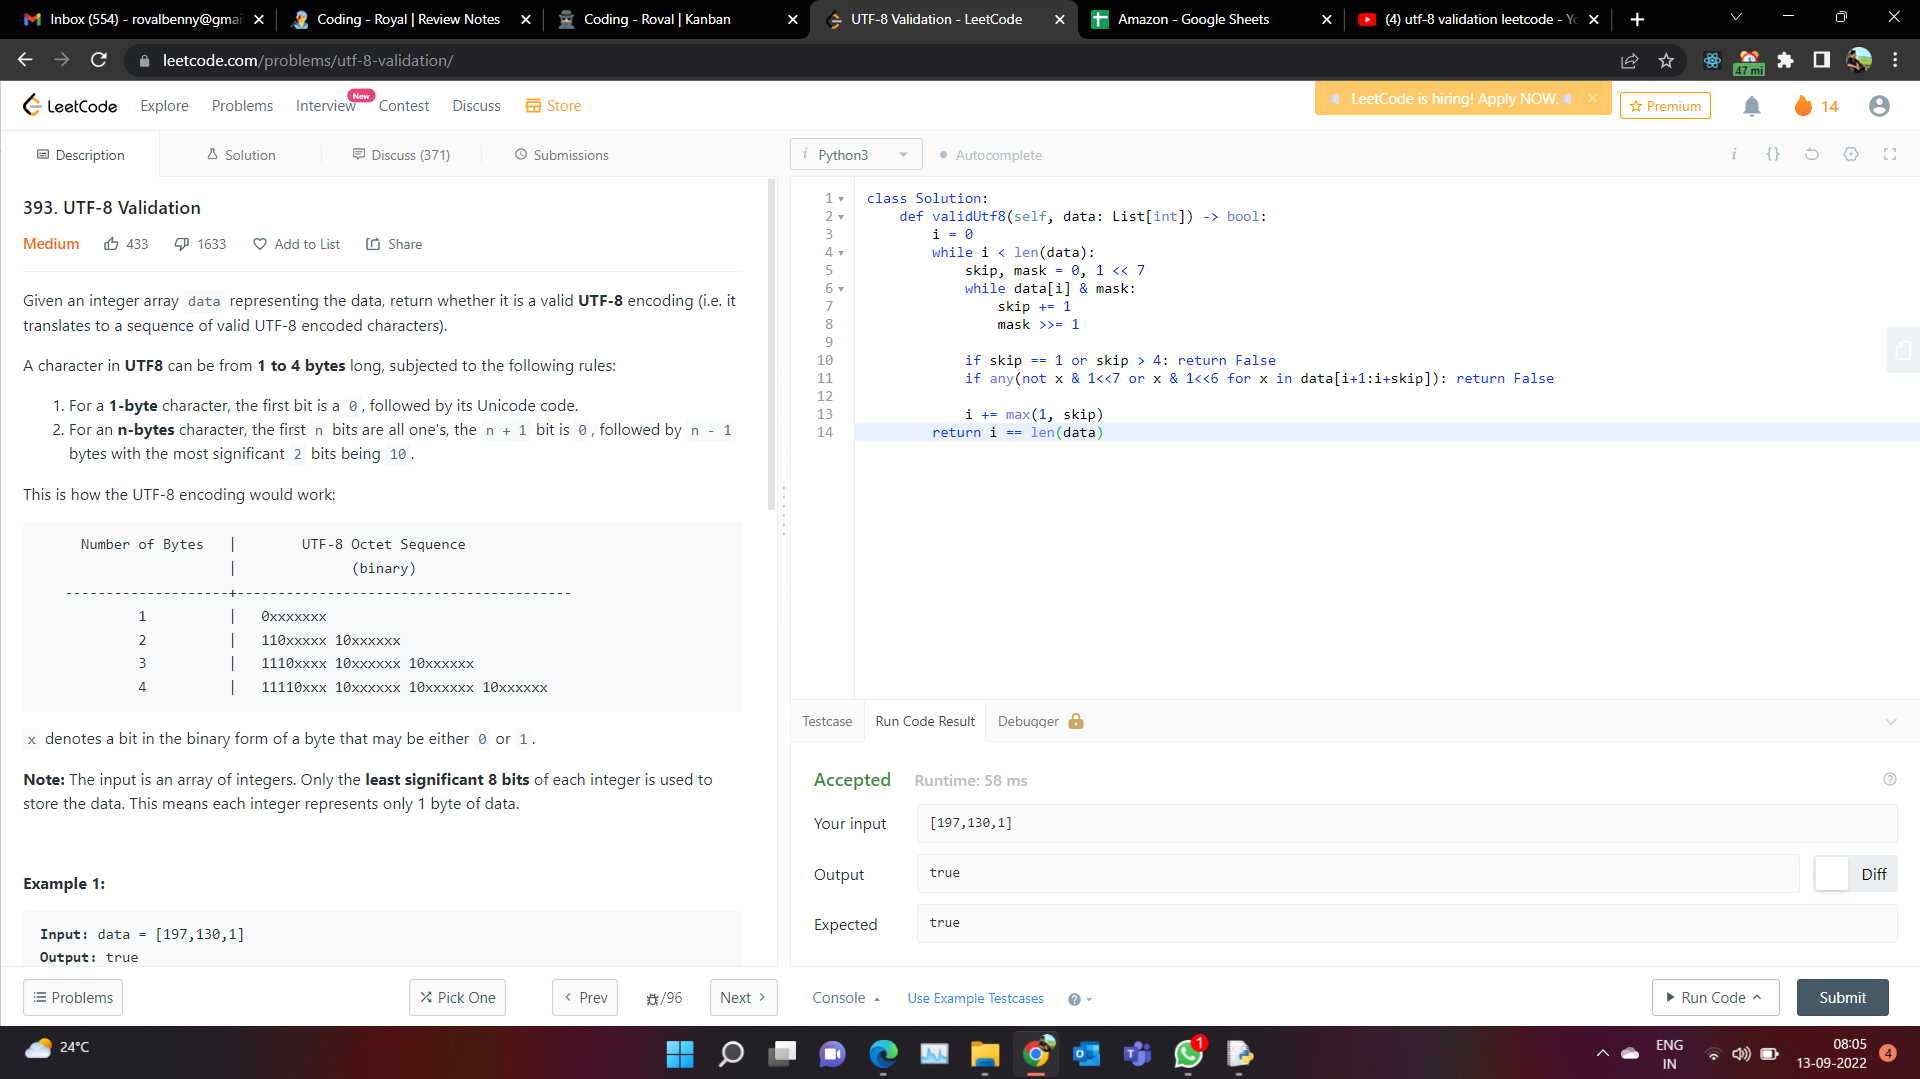 Inbox (554) - rovalbenny@gmai
Coding - Royal | Review Notes
Coding - Roval | Kanban
UTF-8 Validation - LeetCode
Amazon - Google Sheets
(4) utf-8 validation leetcode - Yo
leetcode.com/problems/utf-8-validation/
47 mi
LeetCode
Explore
Problems
Interview
New
Contest
Discuss
Store
LeetCode is hiring! Apply NOW.
Premium
14
Description
Solution
Discuss (371)
Submissions
i Python3
Autocomplete
393. UTF-8 Validation
Medium 433 1633 Add to List Share
Given an integer array data representing the data, return whether it is a valid UTF-8 encoding (i.e. it
translates to a sequence of valid UTF-8 encoded characters).
A character in UTF8 can be from 1 to 4 bytes long, subjected to the following rules:
1. For a 1-byte character, the first bit is a 0, followed by its Unicode code.
2. For an n-bytes character, the first n bits are all one's, the n + 1 bit is 0, followed by n - 1
bytes with the most significant 2 bits being 10.
This is how the UTF-8 encoding would work:
Number of Bytes | UTF-8 Octet Sequence
| (binary)
--------------------+-----------------------------------------
1 | 0xxxxxxx
2 | 110xxxxx 10xxxxxx
3 | 1110xxxx 10xxxxxx 10xxxxxx
4 | 11110xxx 10xxxxxx 10xxxxxx 10xxxxxx
x denotes a bit in the binary form of a byte that may be either 0 or 1.
Note: The input is an array of integers. Only the least significant 8 bits of each integer is used to
store the data. This means each integer represents only 1 byte of data.
Example 1:
Input: data = [197,130,1]
Output: true
1 class Solution:
2 def validUtf8(self, data: List[int]) -> bool:
3 i = 0
4 while i < len(data):
5 skip, mask = 0, 1 << 7
6 while data[i] & mask:
7 skip += 1
8 mask >>= 1
9
10 if skip == 1 or skip > 4: return False
11 if any(not x & 1<<7 or x & 1<<6 for x in data[i+1:i+skip]): return False
12
13 i += max(1, skip)
14 return i == len(data)
Testcase
Run Code Result
Debugger
Accepted Runtime: 58 ms
Your input [197,130,1]
Output true
Diff
Expected true
Problems
Pick One
Prev
/96
Next
Console
Use Example Testcases
Run Code
Submit
24°C
1
ENG
IN
08:05
13-09-2022
4